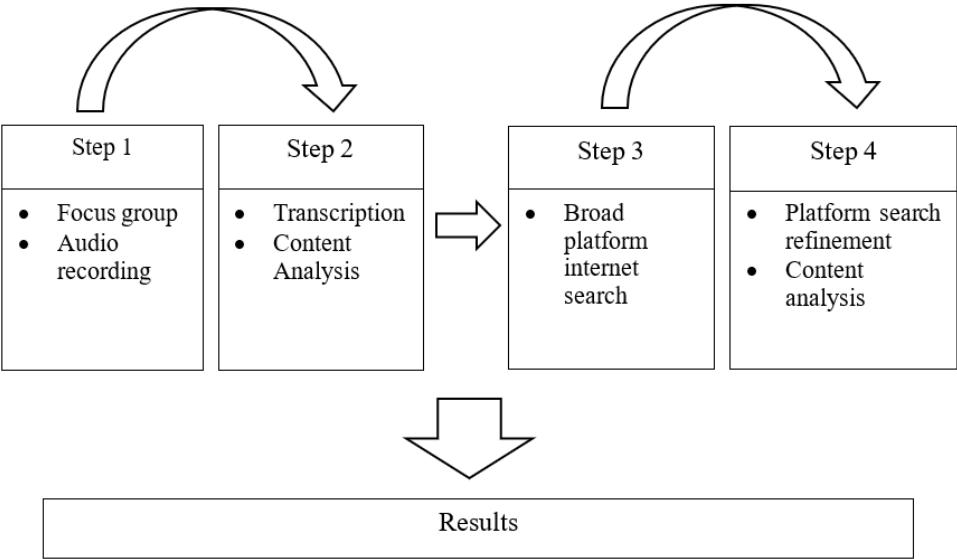 Step 1
• Focus group
• Audio
recording
Step 2
• Transcription
• Content
Analysis
Step 3
• Broad
platform
internet
search
Step 4
• Platform search
refinement
• Content
analysis
Results